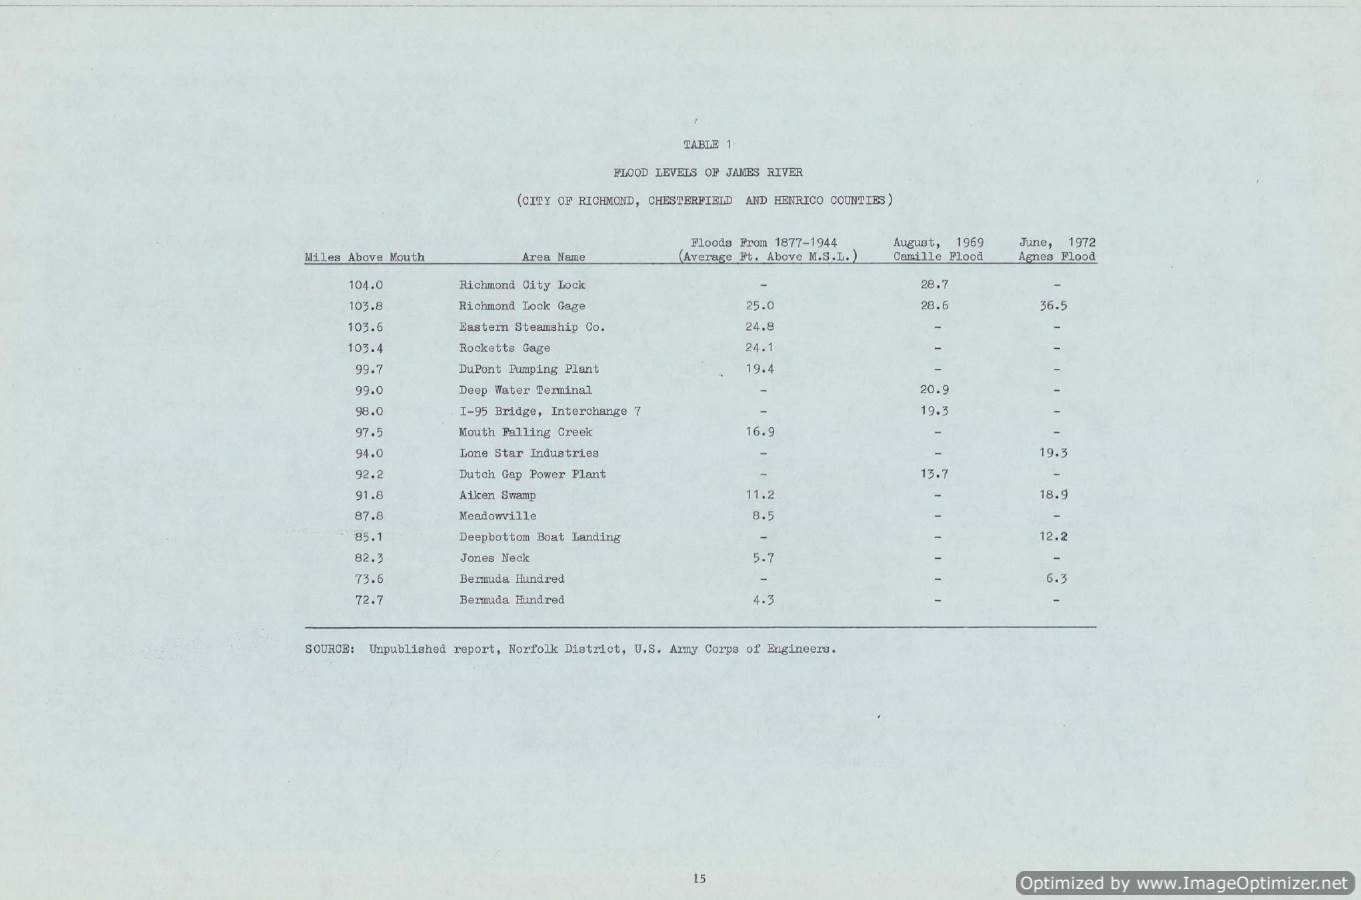 TABLE 1
FLOOD LEVELS OF JAMES RIVER
(CITY OF RICHMOND, CHESTERFIELD AND HENRICO COUNTIES)
Floods From 1877-1944 August, 1969 June, 1972
Miles Above Mouth Area Name (Average Ft. Above M.S.L.) Camille Flood Agnes Flood
104.0 Richmond City Lock - 28.7 -
103.8 Richmond Lock Gage 25.0 28.6 36.5
103.6 Eastern Steamship Co. 24.8 - -
103.4 Rocketts Gage 24.1 - -
99.7 DuPont Pumping Plant 19.4 - -
99.0 Deep Water Terminal - 20.9 -
98.0 I-95 Bridge, Interchange 7 - 19.3 -
97.5 Mouth Falling Creek 16.9 - -
94.0 Lone Star Industries - - 19.3
92.2 Dutch Gap Power Plant - 13.7 -
91.8 Aiken Swamp 11.2 - 18.9
87.8 Meadowville 8.5 - -
85.1 Deepbottom Boat Landing - - 12.2
82.3 Jones Neck 5.7 - -
73.6 Bermuda Hundred - - 6.3
72.7 Bermuda Hundred 4.3 - -
SOURCE: Unpublished report, Norfolk District, U.S. Army Corps of Engineers.
15
Optimized by www.ImageOptimizer.net